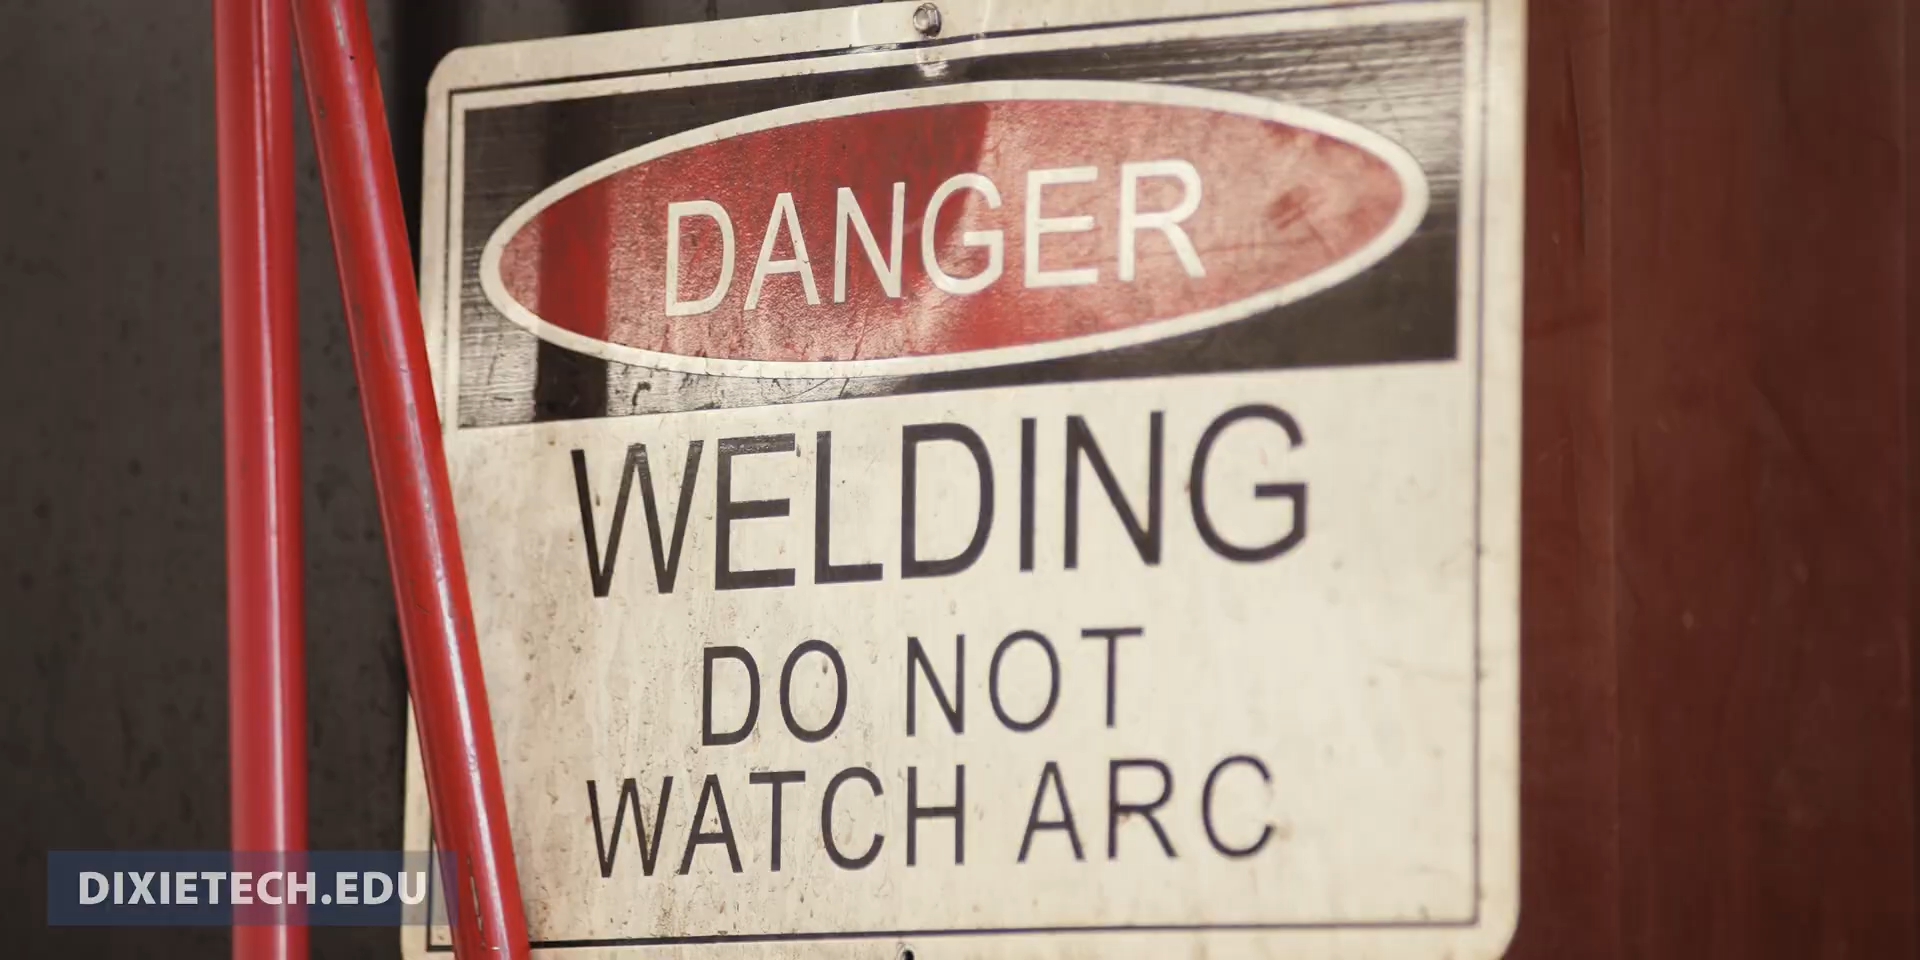 DANGER
WELDING
DO NOT
WATCH ARC
DIXIETECH.EDU